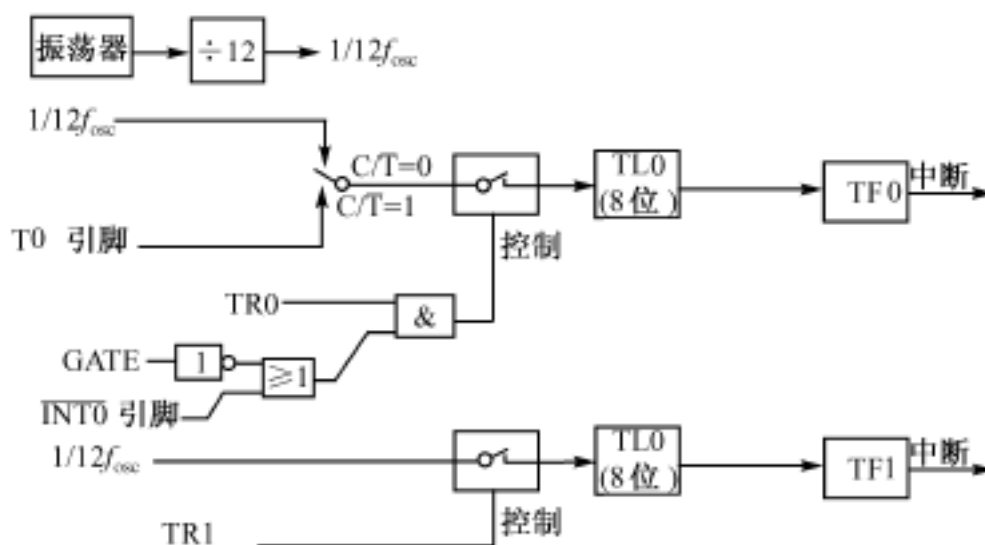 振荡器
÷12
1/12fosc
1/12fosc
C/T=0
C/T̅=1
T0 引脚
TL0
(8位)
TF0
中断
控制
TR0
&
GATE
1
≥1
I̅N̅T̅0̅ 引脚
1/12fosc
TL0
(8位)
TF1
中断
控制
TR1